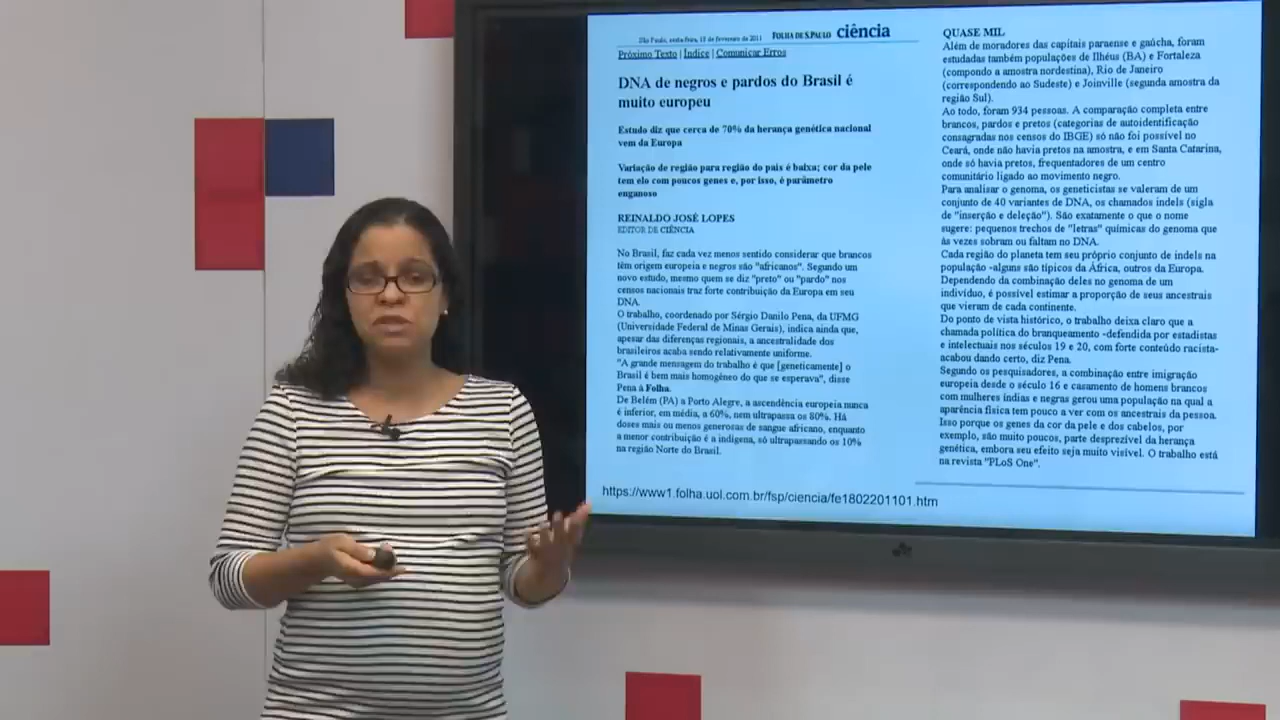 São Paulo, sexta-feira, 18 de fevereiro de 2011 FOLHA DE S.PAULO ciência
Próximo Texto | Índice | Comunicar Erros
DNA de negros e pardos do Brasil é
muito europeu
Estudo diz que cerca de 70% da herança genética nacional
vem da Europa
Variação de região para região do país é baixa; cor da pele
tem elo com poucos genes e, por isso, é parâmetro
enganoso
REINALDO JOSÉ LOPES
EDITOR DE CIÊNCIA
No Brasil, faz cada vez menos sentido considerar que brancos
têm origem europeia e negros são "africanos". Segundo um
novo estudo, mesmo quem se diz "preto" ou "pardo" nos
censos nacionais traz forte contribuição da Europa em seu
DNA.
O trabalho, coordenado por Sérgio Danilo Pena, da UFMG
(Universidade Federal de Minas Gerais), indica ainda que,
apesar das diferenças regionais, a ancestralidade dos
brasileiros acaba sendo relativamente uniforme.
"A grande mensagem do trabalho é que [geneticamente] o
Brasil é bem mais homogêneo do que se esperava", disse
Pena à Folha.
De Belém (PA) a Porto Alegre, a ascendência europeia nunca
é inferior, em média, a 60%, nem ultrapassa os 80%. Há
doses mais ou menos generosas de sangue africano, enquanto
a menor contribuição é a indígena, só ultrapassando os 10%
na região Norte do Brasil.
QUASE MIL
Além de moradores das capitais paraense e gaúcha, foram
estudadas também populações de Ilhéus (BA) e Fortaleza
(compondo a amostra nordestina), Rio de Janeiro
(correspondendo ao Sudeste) e Joinville (segunda amostra da
região Sul).
Ao todo, foram 934 pessoas. A comparação completa entre
brancos, pardos e pretos (categorias de autoidentificação
consagradas nos censos do IBGE) só não foi possível no
Ceará, onde não havia pretos na amostra, e em Santa Catarina,
onde só havia pretos, frequentadores de um centro
comunitário ligado ao movimento negro.
Para analisar o genoma, os geneticistas se valeram de um
conjunto de 40 variantes de DNA, os chamados indels (sigla
de "inserção e deleção"). São exatamente o que o nome
sugere: pequenos trechos de "letras" químicas do genoma que
às vezes sobram ou faltam no DNA.
Cada região do planeta tem seu próprio conjunto de indels na
população -alguns são típicos da África, outros da Europa.
Dependendo da combinação deles no genoma de um
indivíduo, é possível estimar a proporção de seus ancestrais
que vieram de cada continente.
Do ponto de vista histórico, o trabalho deixa claro que a
chamada política do branqueamento -defendida por estadistas
e intelectuais nos séculos 19 e 20, com forte conteúdo racista-
acabou dando certo, diz Pena.
Segundo os pesquisadores, a combinação entre imigração
europeia desde o século 16 e casamento de homens brancos
com mulheres índias e negras gerou uma população na qual a
aparência física tem pouco a ver com os ancestrais da pessoa.
Isso porque os genes da cor da pele e dos cabelos, por
exemplo, são muito poucos, parte desprezível da herança
genética, embora seu efeito seja muito visível. O trabalho está
na revista "PLoS One".
https://www1.folha.uol.com.br/fsp/ciencia/fe1802201101.htm